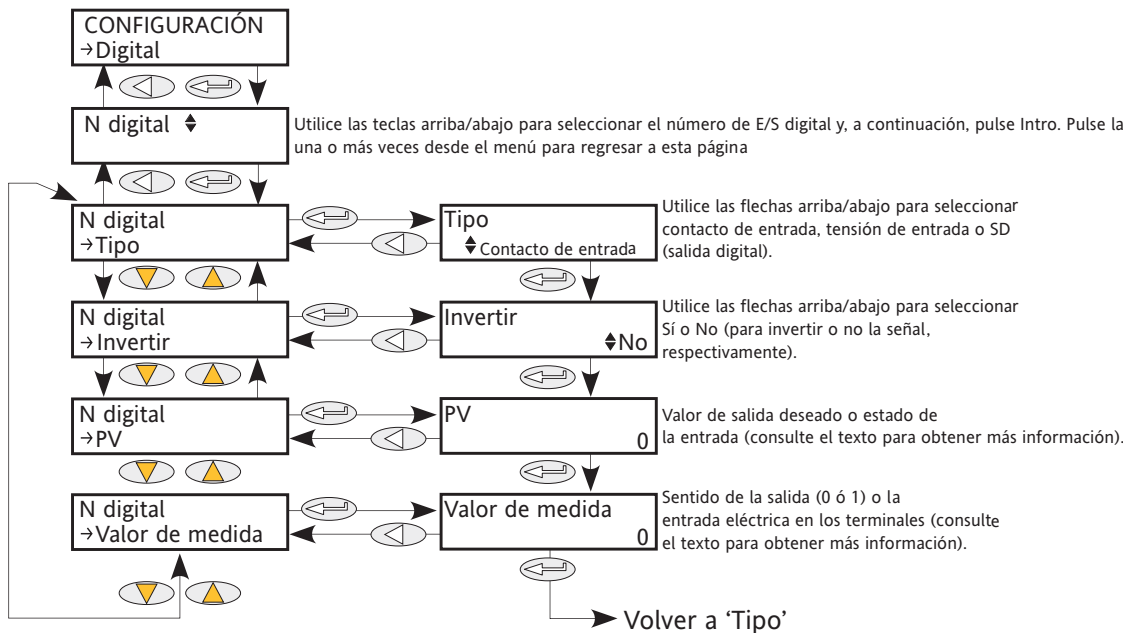 CONFIGURACIÓN
→Digital
N digital
Utilice las teclas arriba/abajo para seleccionar el número de E/S digital y, a continuación, pulse Intro. Pulse la
una o más veces desde el menú para regresar a esta página
N digital
→Tipo
Tipo
Contacto de entrada
Utilice las flechas arriba/abajo para seleccionar
contacto de entrada, tensión de entrada o SD
(salida digital).
N digital
→Invertir
Invertir
No
Utilice las flechas arriba/abajo para seleccionar
Sí o No (para invertir o no la señal,
respectivamente).
N digital
→PV
PV
0
Valor de salida deseado o estado de
la entrada (consulte el texto para obtener más información).
N digital
→Valor de medida
Valor de medida
0
Sentido de la salida (0 ó 1) o la
entrada eléctrica en los terminales (consulte
el texto para obtener más información).
Volver a ‘Tipo’